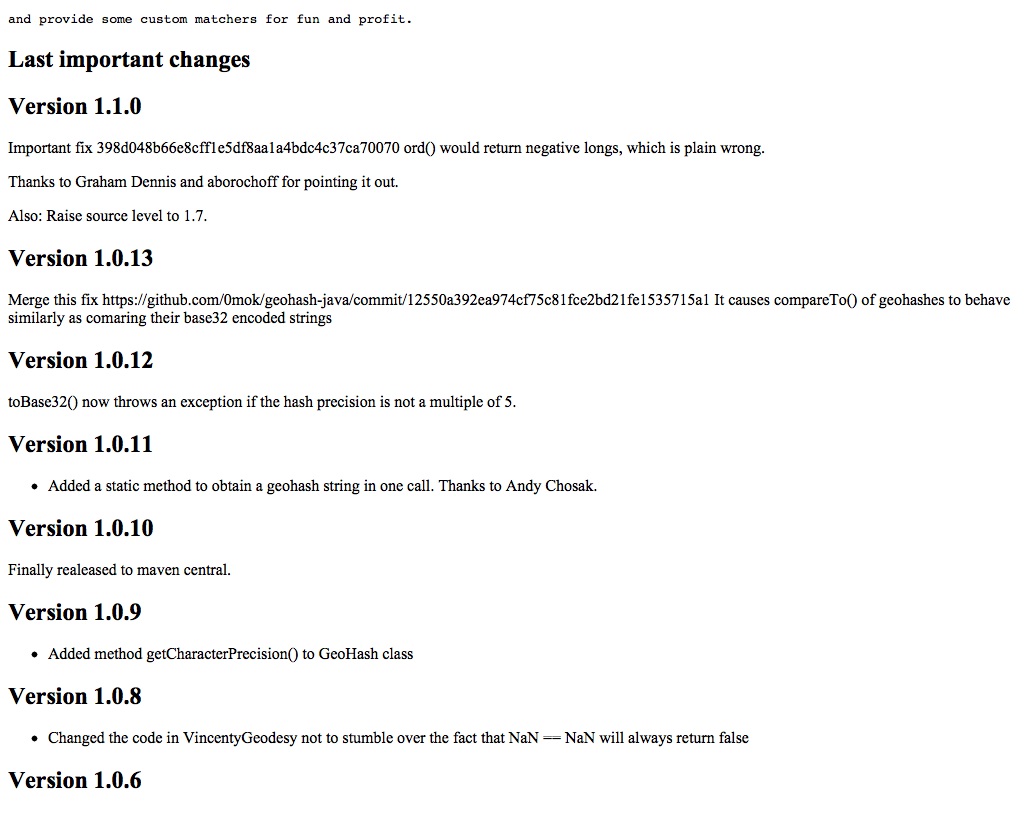 and provide some custom matchers for fun and profit.
Last important changes
Version 1.1.0
Important fix 398d048b66e8cff1e5df8aa1a4bdc4c37ca70070 ord() would return negative longs, which is plain wrong.
Thanks to Graham Dennis and aborochoff for pointing it out.
Also: Raise source level to 1.7.
Version 1.0.13
Merge this fix https://github.com/0mok/geohash-java/commit/12550a392ea974cf75c81fce2bd21fe1535715a1 It causes compareTo() of geohashes to behave
similarly as comaring their base32 encoded strings
Version 1.0.12
toBase32() now throws an exception if the hash precision is not a multiple of 5.
Version 1.0.11
• Added a static method to obtain a geohash string in one call. Thanks to Andy Chosak.
Version 1.0.10
Finally realeased to maven central.
Version 1.0.9
• Added method getCharacterPrecision() to GeoHash class
Version 1.0.8
• Changed the code in VincentyGeodesy not to stumble over the fact that NaN == NaN will always return false
Version 1.0.6